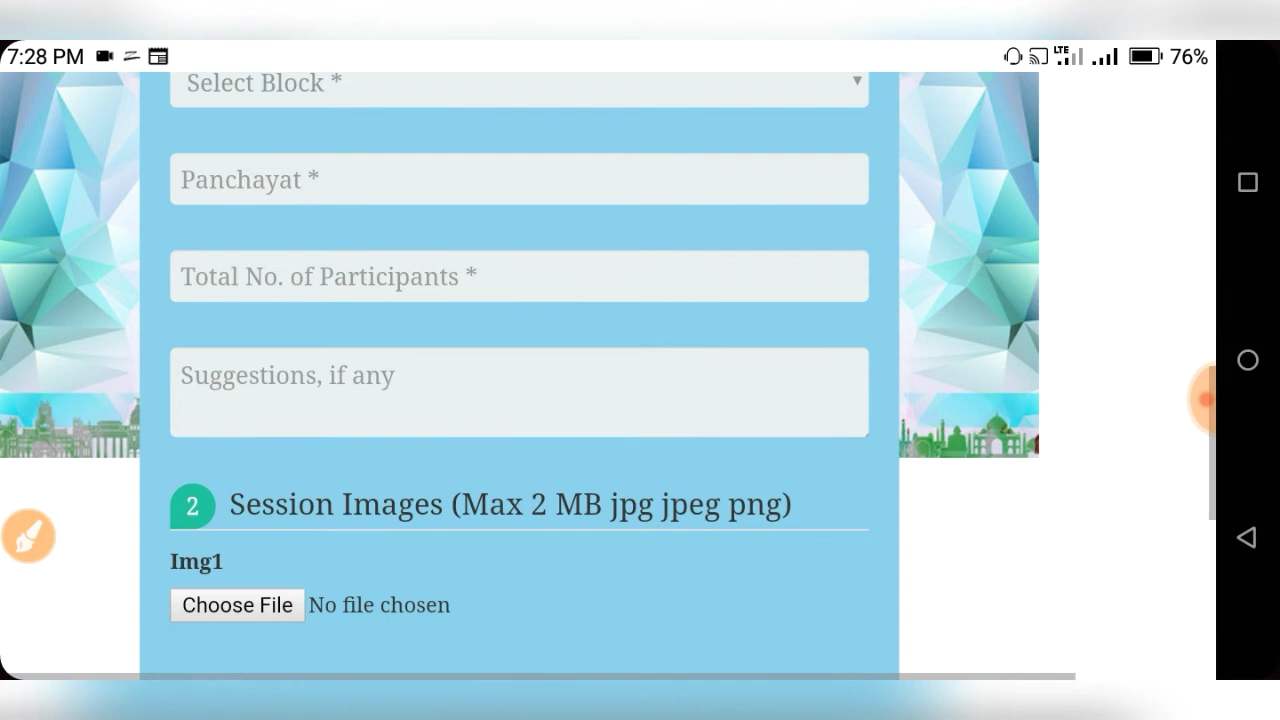 7:28 PM
LTE
76%
Select Block *
Panchayat *
Total No. of Participants *
Suggestions, if any
2 Session Images (Max 2 MB jpg jpeg png)
Img1
Choose File No file chosen